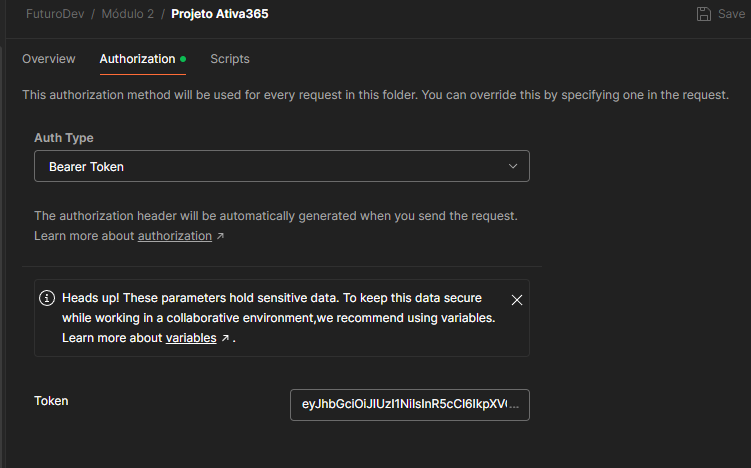 FuturoDev / Módulo 2 / Projeto Ativa365
Save
Overview Authorization Scripts
This authorization method will be used for every request in this folder. You can override this by specifying one in the request.
Auth Type
Bearer Token
The authorization header will be automatically generated when you send the request.
Learn more about authorization ↗
Heads up! These parameters hold sensitive data. To keep this data secure
while working in a collaborative environment,we recommend using variables.
Learn more about variables ↗ .
Token
eyJhbGciOiJIUzI1NiIsInR5cCI6IkpXV...